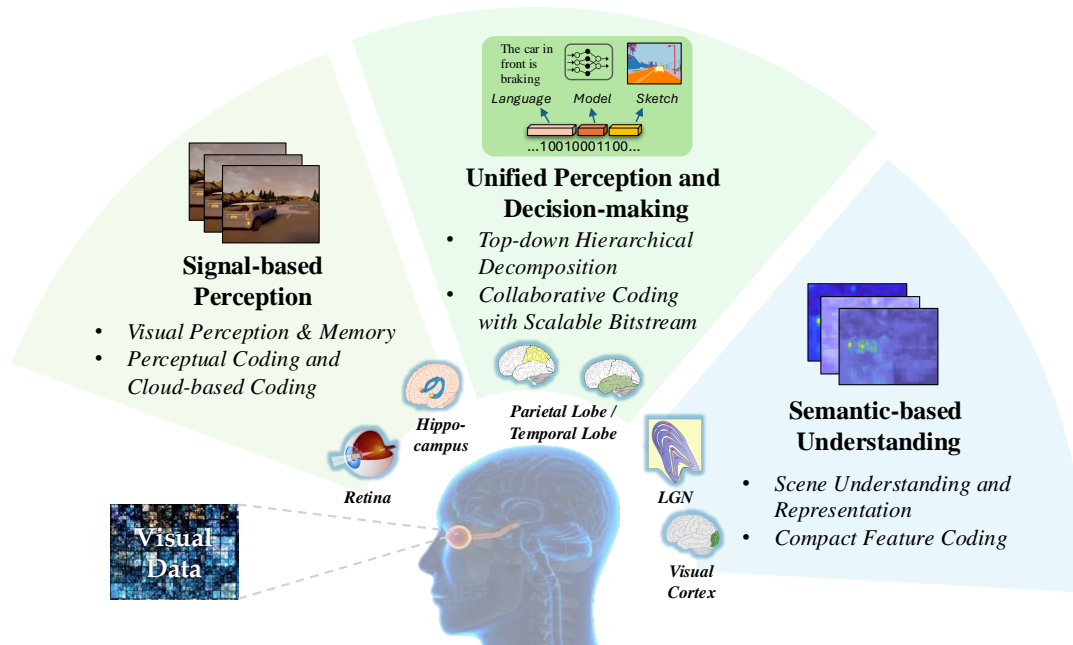 The car in
front is
braking
Language Model Sketch
...10010001100...
Unified Perception and
Decision-making
• Top-down Hierarchical
Decomposition
• Collaborative Coding
with Scalable Bitstream
Signal-based
Perception
• Visual Perception & Memory
• Perceptual Coding and
Cloud-based Coding
Semantic-based
Understanding
• Scene Understanding and
Representation
• Compact Feature Coding
Retina
Hippo-
campus
Parietal Lobe /
Temporal Lobe
LGN
Visual
Cortex
Visual
Data